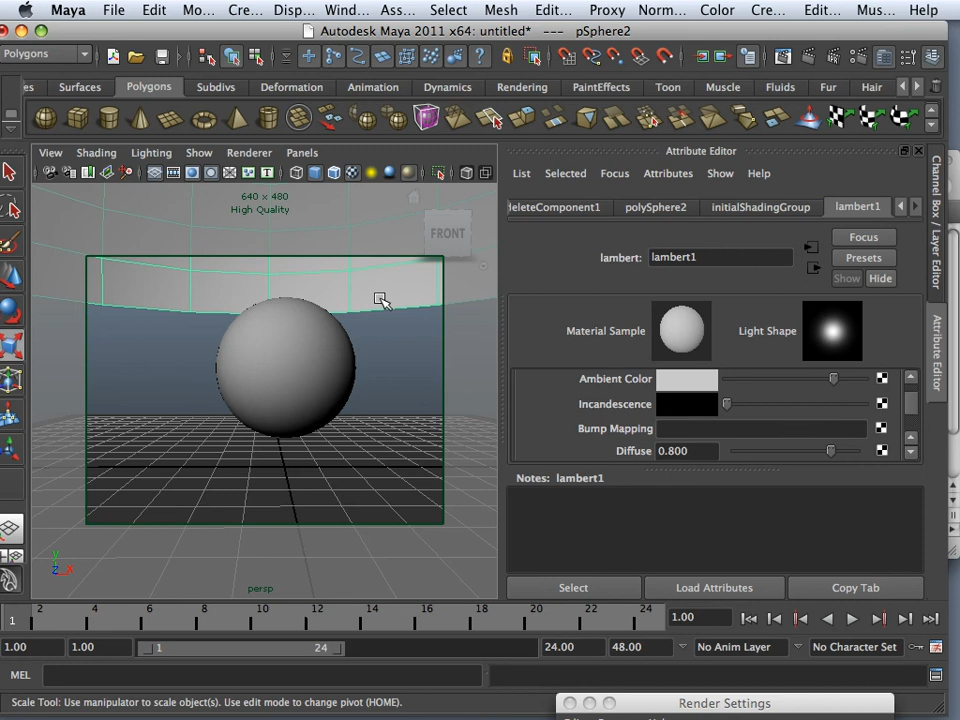 Maya File Edit Mo... Cre... Disp... Wind... Ass... Select Mesh Edit... Proxy Norm... Color Cre... Edit... Mus... Help
Autodesk Maya 2011 x64: untitled* --- pSphere2
Polygons
es Surfaces Polygons Subdivs Deformation Animation Dynamics Rendering PaintEffects Toon Muscle Fluids Fur Hair
View Shading Lighting Show Renderer Panels
640 x 480
High Quality
FRONT
y
z x
persp
Attribute Editor
List Selected Focus Attributes Show Help
eleteComponent1 polySphere2 initialShadingGroup lambert1
lambert: lambert1
Focus
Presets
Show Hide
Material Sample Light Shape
Ambient Color
Incandescence
Bump Mapping
Diffuse 0.800
Notes: lambert1
Select Load Attributes Copy Tab
Channel Box / Layer Editor
Attribute Editor
1 2 4 6 8 10 12 14 16 18 20 22 24 1.00
1.00 1.00 1 24 24.00 48.00 No Anim Layer No Character Set
MEL
Scale Tool: Use manipulator to scale object(s). Use edit mode to change pivot (HOME).
Render Settings